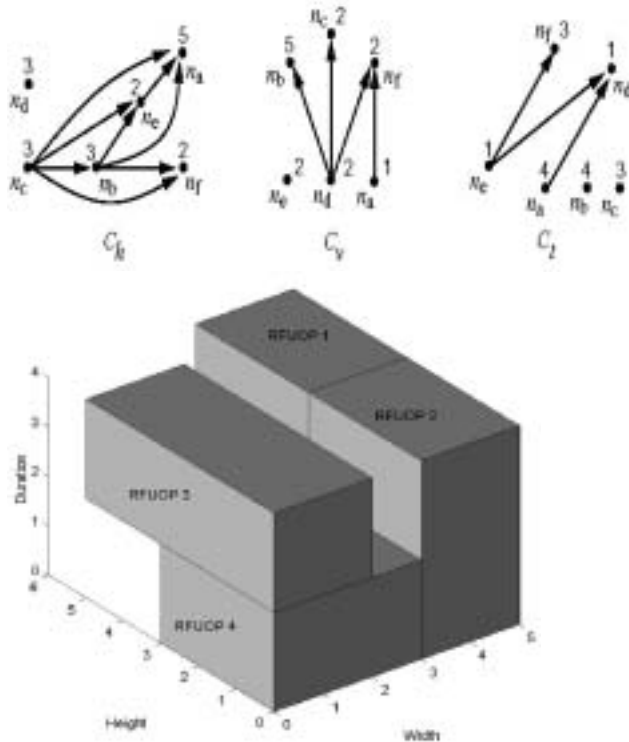 5
n_a
3
n_d
2
n_e
3
n_c
3
n_b
2
n_f
C_h
n_c 2
5
n_b
2
n_f
2
n_e
2
n_d
1
n_a
C_v
n_f 3
1
n_d
1
n_e
4
n_a
4
n_b
3
n_c
C_t
RFUOP 1
RFUOP 2
RFUOP 3
RFUOP 4
Duration
4
3
2
1
0
6
5
4
3
2
1
0
Height
0
1
2
3
4
5
Width